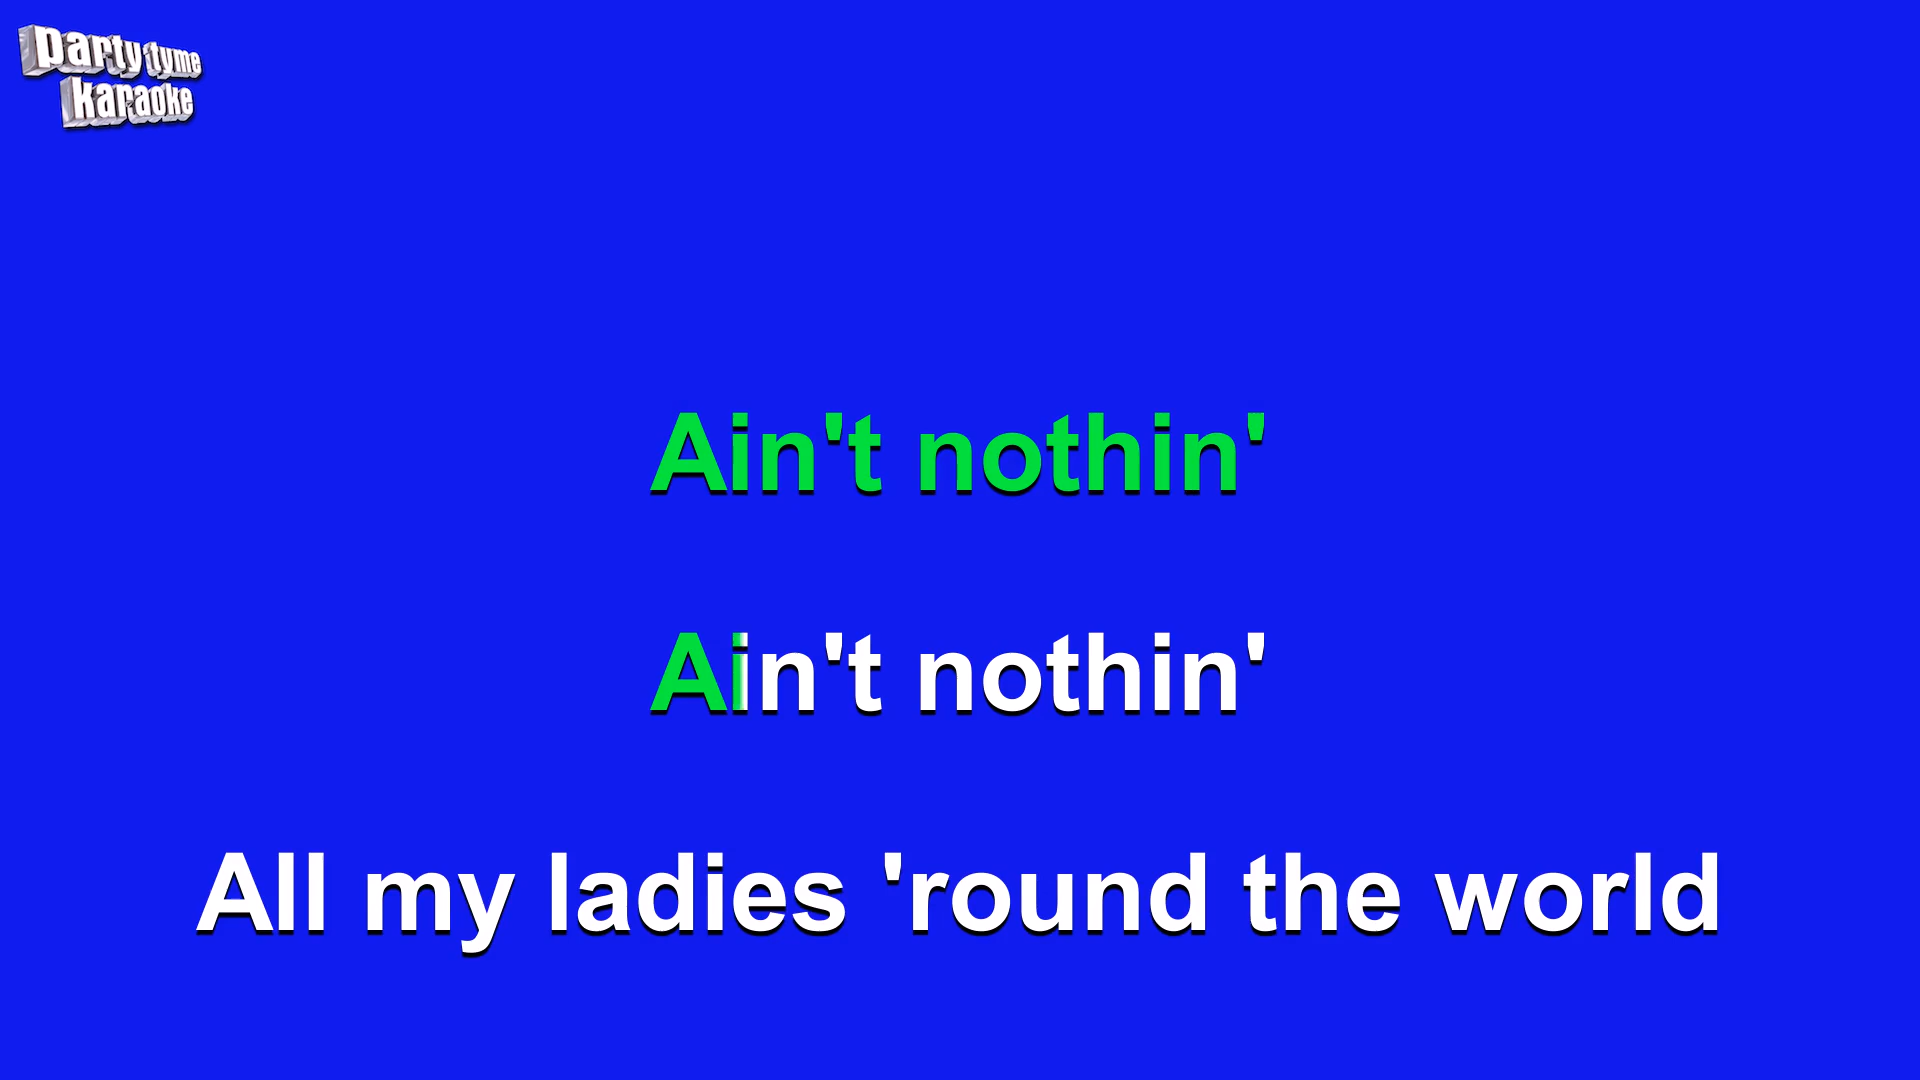 party tyme
karaoke
Ain't nothin'
Ain't nothin'
All my ladies 'round the world